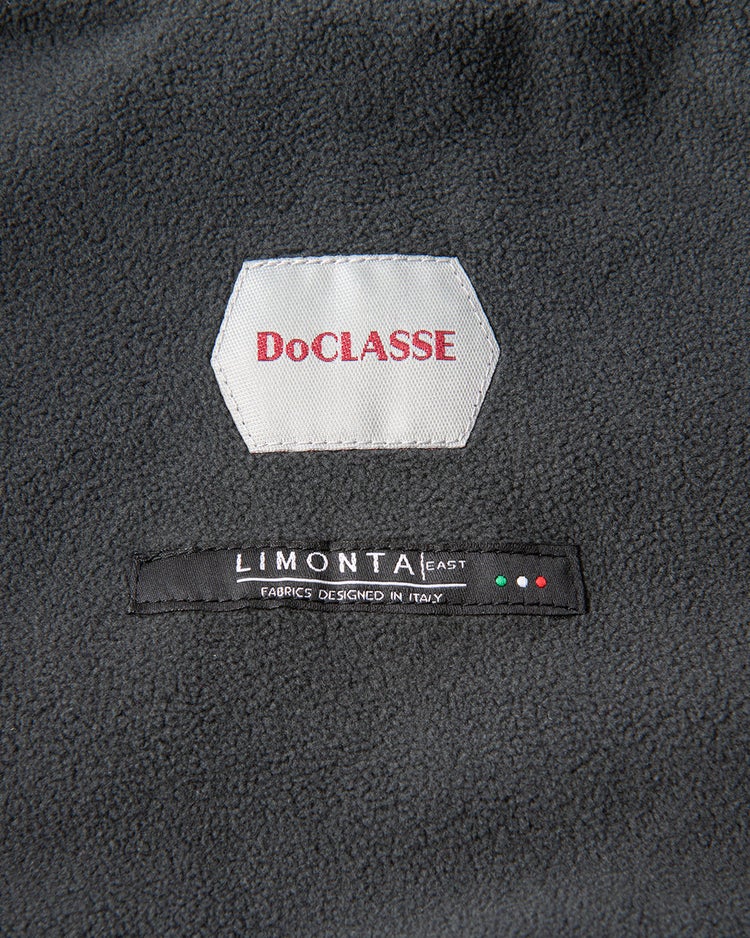 DoCLASSE
LIMONTA|EAST
FABRICS DESIGNED IN ITALY